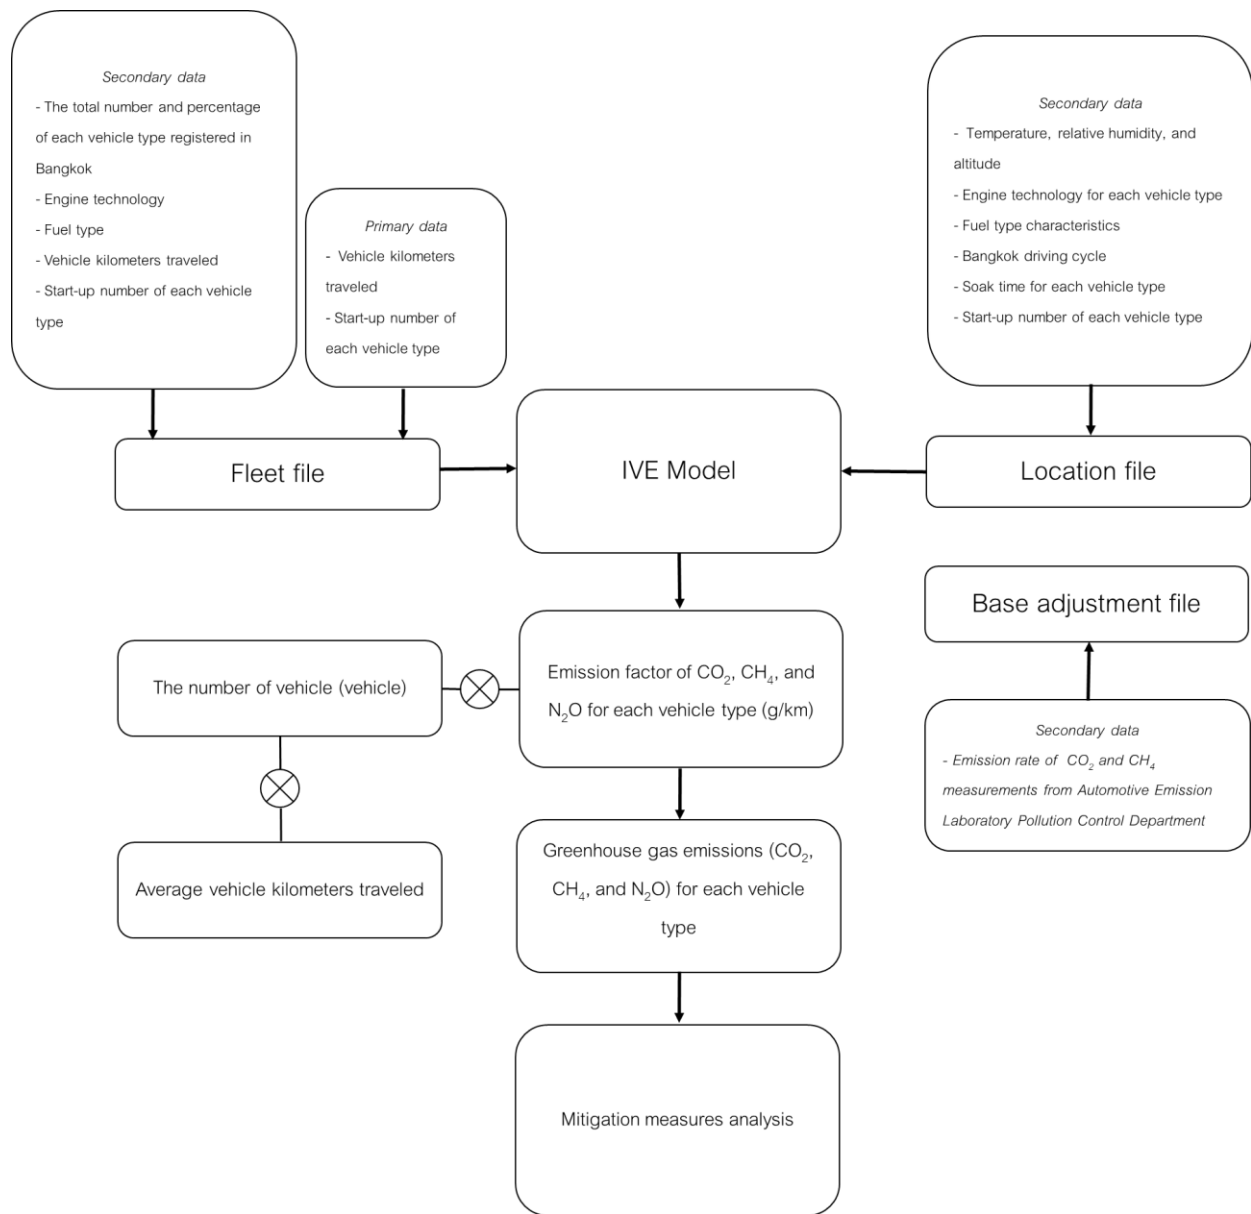 Secondary data
- The total number and percentage
of each vehicle type registered in
Bangkok
- Engine technology
- Fuel type
- Vehicle kilometers traveled
- Start-up number of each vehicle
type
Primary data
- Vehicle kilometers
traveled
- Start-up number of
each vehicle type
Secondary data
- Temperature, relative humidity, and
altitude
- Engine technology for each vehicle type
- Fuel type characteristics
- Bangkok driving cycle
- Soak time for each vehicle type
- Start-up number of each vehicle type
Fleet file
IVE Model
Location file
Base adjustment file
Secondary data
- Emission rate of CO₂ and CH₄
measurements from Automotive Emission
Laboratory Pollution Control Department
The number of vehicle (vehicle)
Emission factor of CO₂, CH₄, and
N₂O for each vehicle type (g/km)
Average vehicle kilometers traveled
Greenhouse gas emissions (CO₂,
CH₄, and N₂O) for each vehicle
type
Mitigation measures analysis